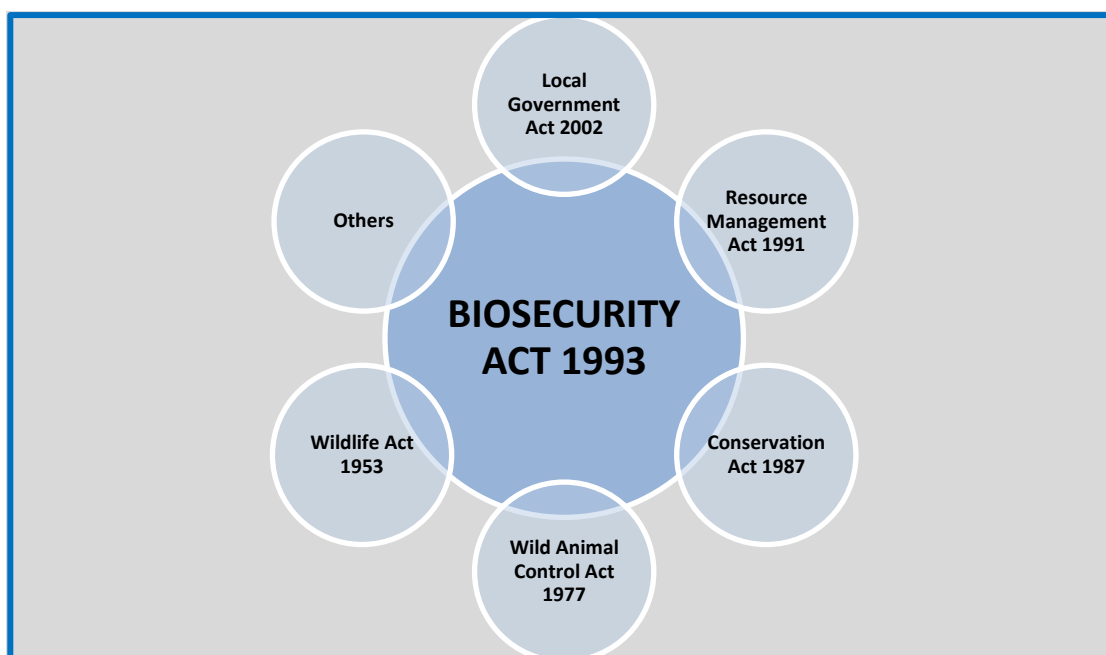 Local
Government
Act 2002
Resource
Management
Act 1991
Others
BIOSECURITY
ACT 1993
Wildlife Act
1953
Conservation
Act 1987
Wild Animal
Control Act
1977